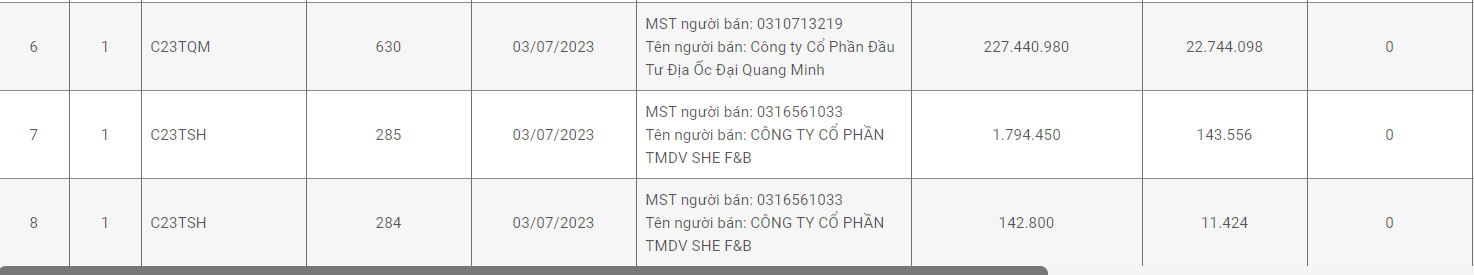 6 1 C23TQM 630 03/07/2023 MST người bán: 0310713219
Tên người bán: Công ty Cổ Phần Đầu
Tư Địa Ốc Đại Quang Minh 227.440.980 22.744.098 0
7 1 C23TSH 285 03/07/2023 MST người bán: 0316561033
Tên người bán: CÔNG TY CỔ PHẦN
TMDV SHE F&B 1.794.450 143.556 0
8 1 C23TSH 284 03/07/2023 MST người bán: 0316561033
Tên người bán: CÔNG TY CỔ PHẦN
TMDV SHE F&B 142.800 11.424 0